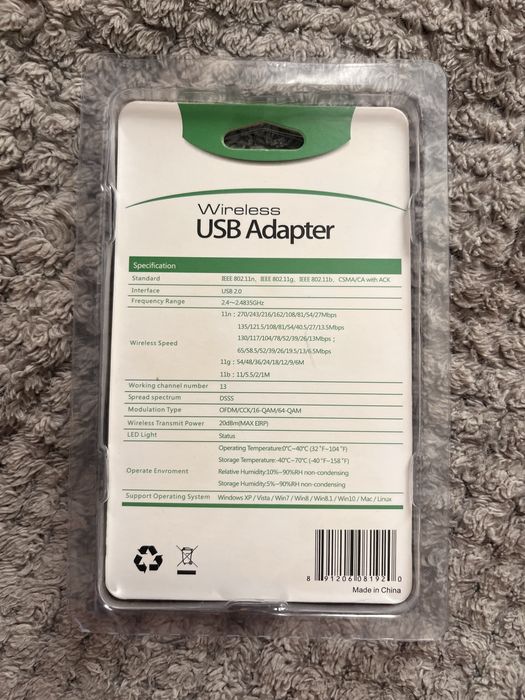 Wireless
USB Adapter
Specification
Standard IEEE 802.11n、IEEE 802.11g、IEEE 802.11b、CSMA/CA with ACK
Interface USB 2.0
Frequency Range 2.4~2.4835GHz
Wireless Speed
11n：270/243/216/162/108/81/54/27Mbps
135/121.5/108/81/54/40.5/27/13.5Mbps
130/117/104/78/52/39/26/13Mbps；
65/58.5/52/39/26/19.5/13/6.5Mbps
11g：54/48/36/24/18/12/9/6M
11b：11/5.5/2/1M
Working channel number 13
Spread spectrum DSSS
Modulation Type OFDM/CCK/16-QAM/64-QAM
Wireless Transmit Power 20dBm(MAX EIRP)
LED Light Status
Operate Envroment
Operating Temperature:0℃~40℃ (32 ℉~104℉)
Storage Temperature:-40℃~70℃ (-40 ℉~158℉)
Relative Humidity:10%~90%RH non-condensing
Storage Humidity:5%~90%RH non-condensing
Support Operating System Windows XP / Vista / Win7 / Win8 / Win8.1 / Win10 / Mac / Linux
8 91206 08192 0
Made in China